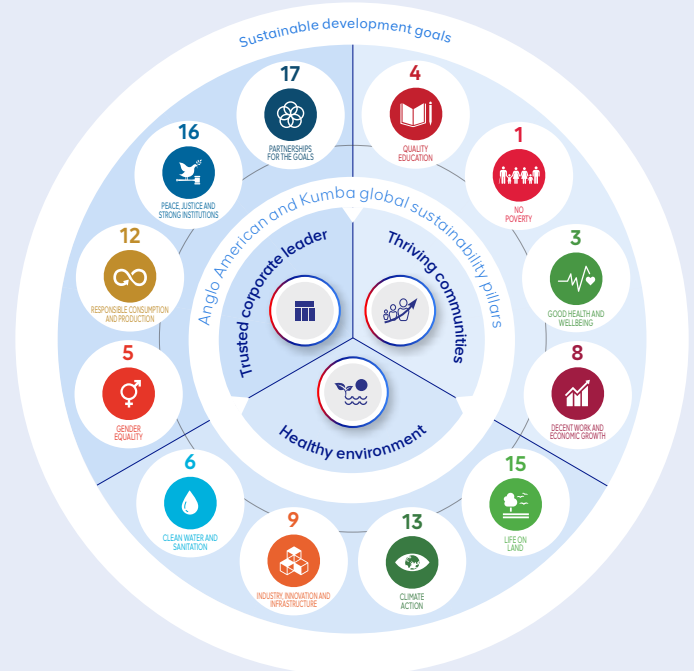 Sustainable development goals
17
PARTNERSHIPS
FOR THE GOALS
4
QUALITY
EDUCATION
16
PEACE, JUSTICE AND
STRONG INSTITUTIONS
1
NO
POVERTY
Anglo American and Kumba global sustainability pillars
12
RESPONSIBLE CONSUMPTION
AND PRODUCTION
3
GOOD HEALTH AND
WELLBEING
Trusted corporate leader
Thriving communities
Healthy environment
5
GENDER
EQUALITY
8
DECENT WORK AND
ECONOMIC GROWTH
6
CLEAN WATER AND
SANITATION
15
LIFE ON
LAND
9
INDUSTRY, INNOVATION AND
INFRASTRUCTURE
13
CLIMATE
ACTION